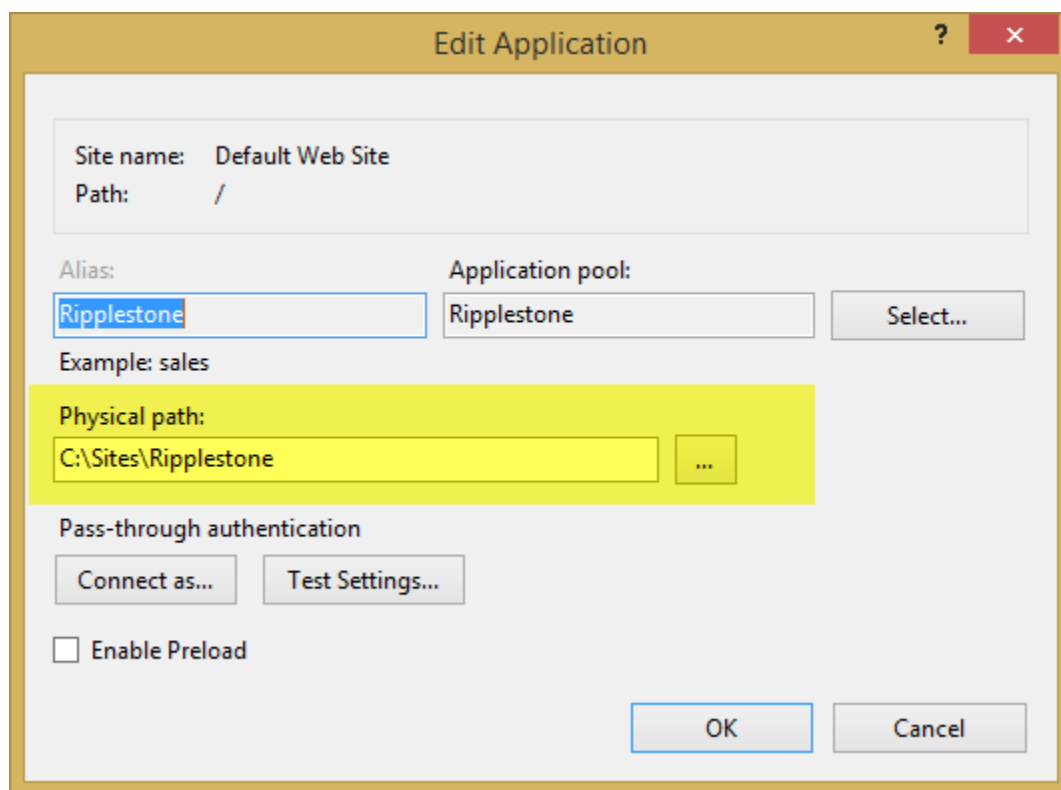 Edit Application
?
Site name: Default Web Site
Path: /
Alias: Application pool:
Ripplestone Ripplestone Select...
Example: sales
Physical path:
C:\Sites\Ripplestone ...
Pass-through authentication
Connect as... Test Settings...
Enable Preload
OK Cancel